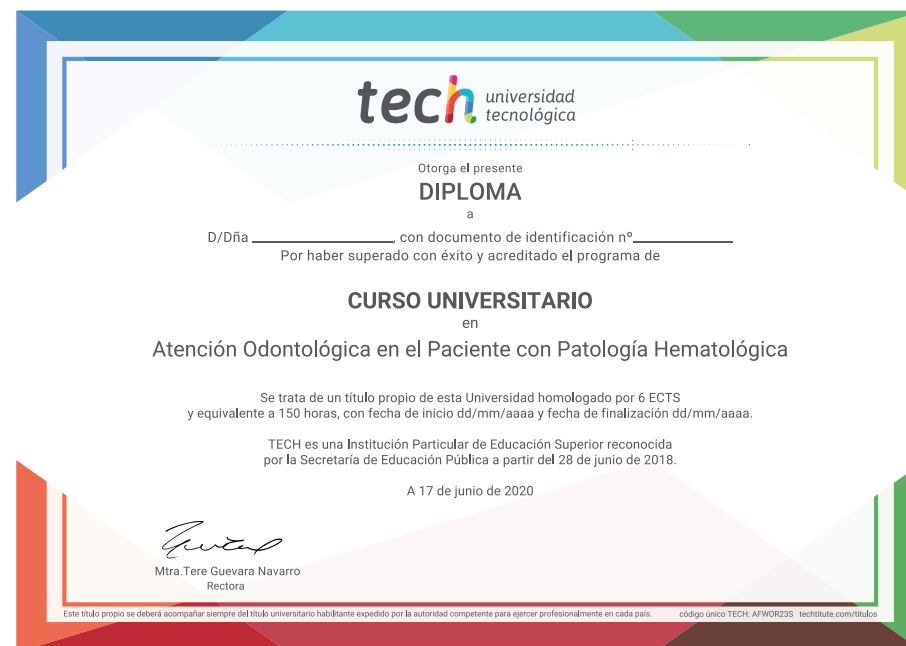 tech universidad
tecnológica
Otorga el presente
DIPLOMA
a
D/Dña ____________________, con documento de identificación nº______________
Por haber superado con éxito y acreditado el programa de
CURSO UNIVERSITARIO
en
Atención Odontológica en el Paciente con Patología Hematológica
Se trata de un título propio de esta Universidad homologado por 6 ECTS
y equivalente a 150 horas, con fecha de inicio dd/mm/aaaa y fecha de finalización dd/mm/aaaa.
TECH es una Institución Particular de Educación Superior reconocida
por la Secretaría de Educación Pública a partir del 28 de junio de 2018.
A 17 de junio de 2020
Mtra.Tere Guevara Navarro
Rectora
Este título propio se deberá acompañar siempre del título universitario habilitante expedido por la autoridad competente para ejercer profesionalmente en cada país. código único TECH: AFWOR23S techtitute.com/títulos